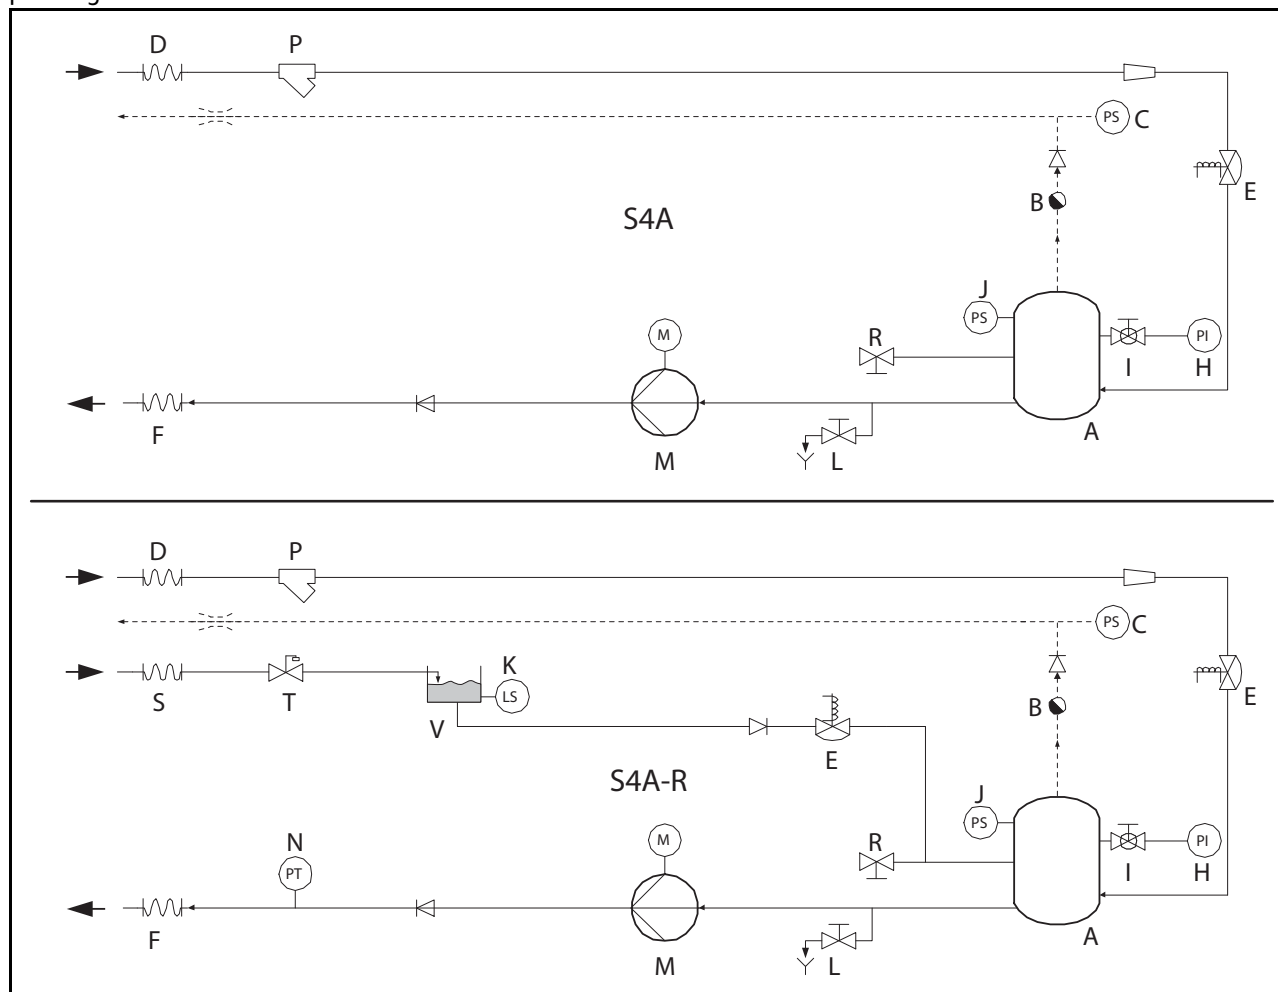 D P
PS C
E
B
S4A
J
PS
M R PI
I H
F A
M L
D P
PS C
K E
LS
S T B
V
E
S4A-R
J
PS
N M R
PT PI
I H
F A
M L